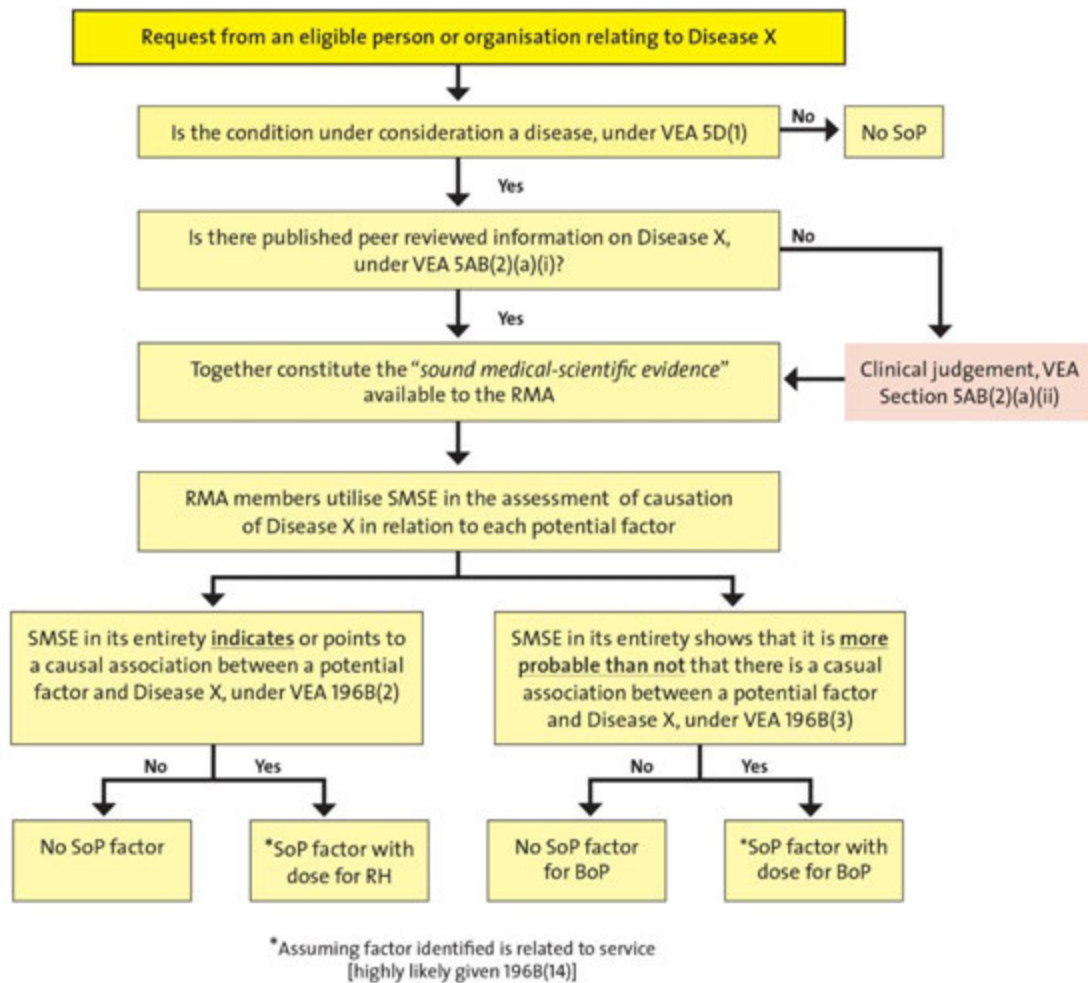 Request from an eligible person or organisation relating to Disease X
Is the condition under consideration a disease, under VEA 5D(1)
No
No SoP
Yes
Is there published peer reviewed information on Disease X,
under VEA 5AB(2)(a)(i)?
No
Yes
Together constitute the “sound medical-scientific evidence”
available to the RMA
Clinical judgement, VEA
Section 5AB(2)(a)(ii)
RMA members utilise SMSE in the assessment of causation
of Disease X in relation to each potential factor
SMSE in its entirety indicates or points to
a causal association between a potential
factor and Disease X, under VEA 196B(2)
SMSE in its entirety shows that it is more
probable than not that there is a casual
association between a potential factor
and Disease X, under VEA 196B(3)
No
Yes
No
Yes
No SoP factor
*SoP factor with
dose for RH
No SoP factor
for BoP
*SoP factor with
dose for BoP
*Assuming factor identified is related to service
[highly likely given 196B(14)]